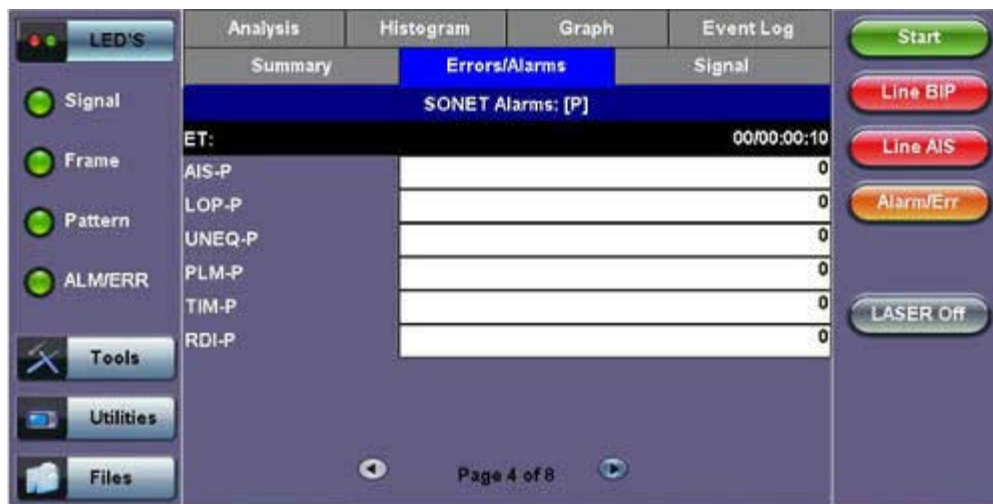 LED'S
Signal
Frame
Pattern
ALM/ERR
Tools
Utilities
Files
Analysis Histogram Graph Event Log
Summary Errors/Alarms Signal
SONET Alarms: [P]
ET: 00/00:00:10
AIS-P 0
LOP-P 0
UNEQ-P 0
PLM-P 0
TIM-P 0
RDI-P 0
Page 4 of 8
Start
Line BIP
Line AIS
Alarm/Err
LASER Off